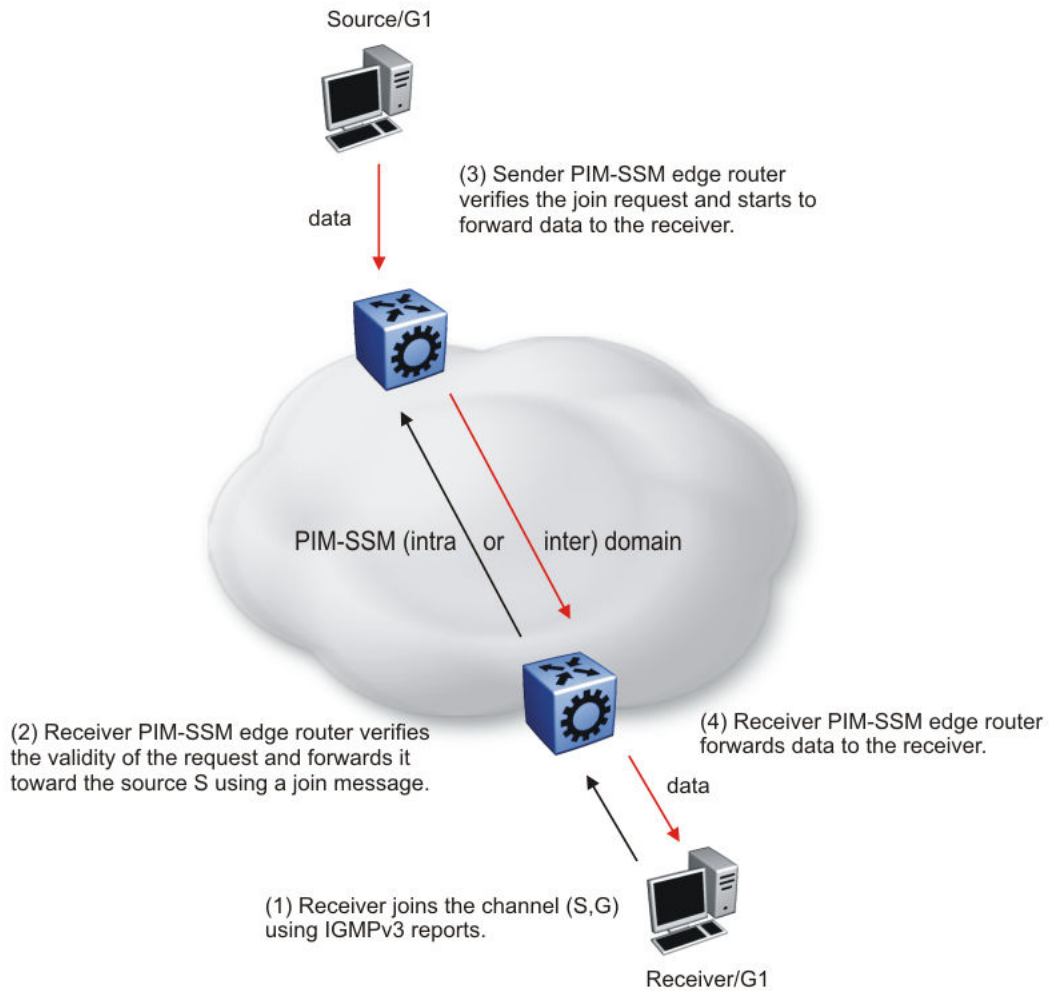 Source/G1
(3) Sender PIM-SSM edge router
verifies the join request and starts to
forward data to the receiver.
data
PIM-SSM (intra or inter) domain
(2) Receiver PIM-SSM edge router verifies
the validity of the request and forwards it
toward the source S using a join message.
(4) Receiver PIM-SSM edge router
forwards data to the receiver.
data
(1) Receiver joins the channel (S,G)
using IGMPv3 reports.
Receiver/G1